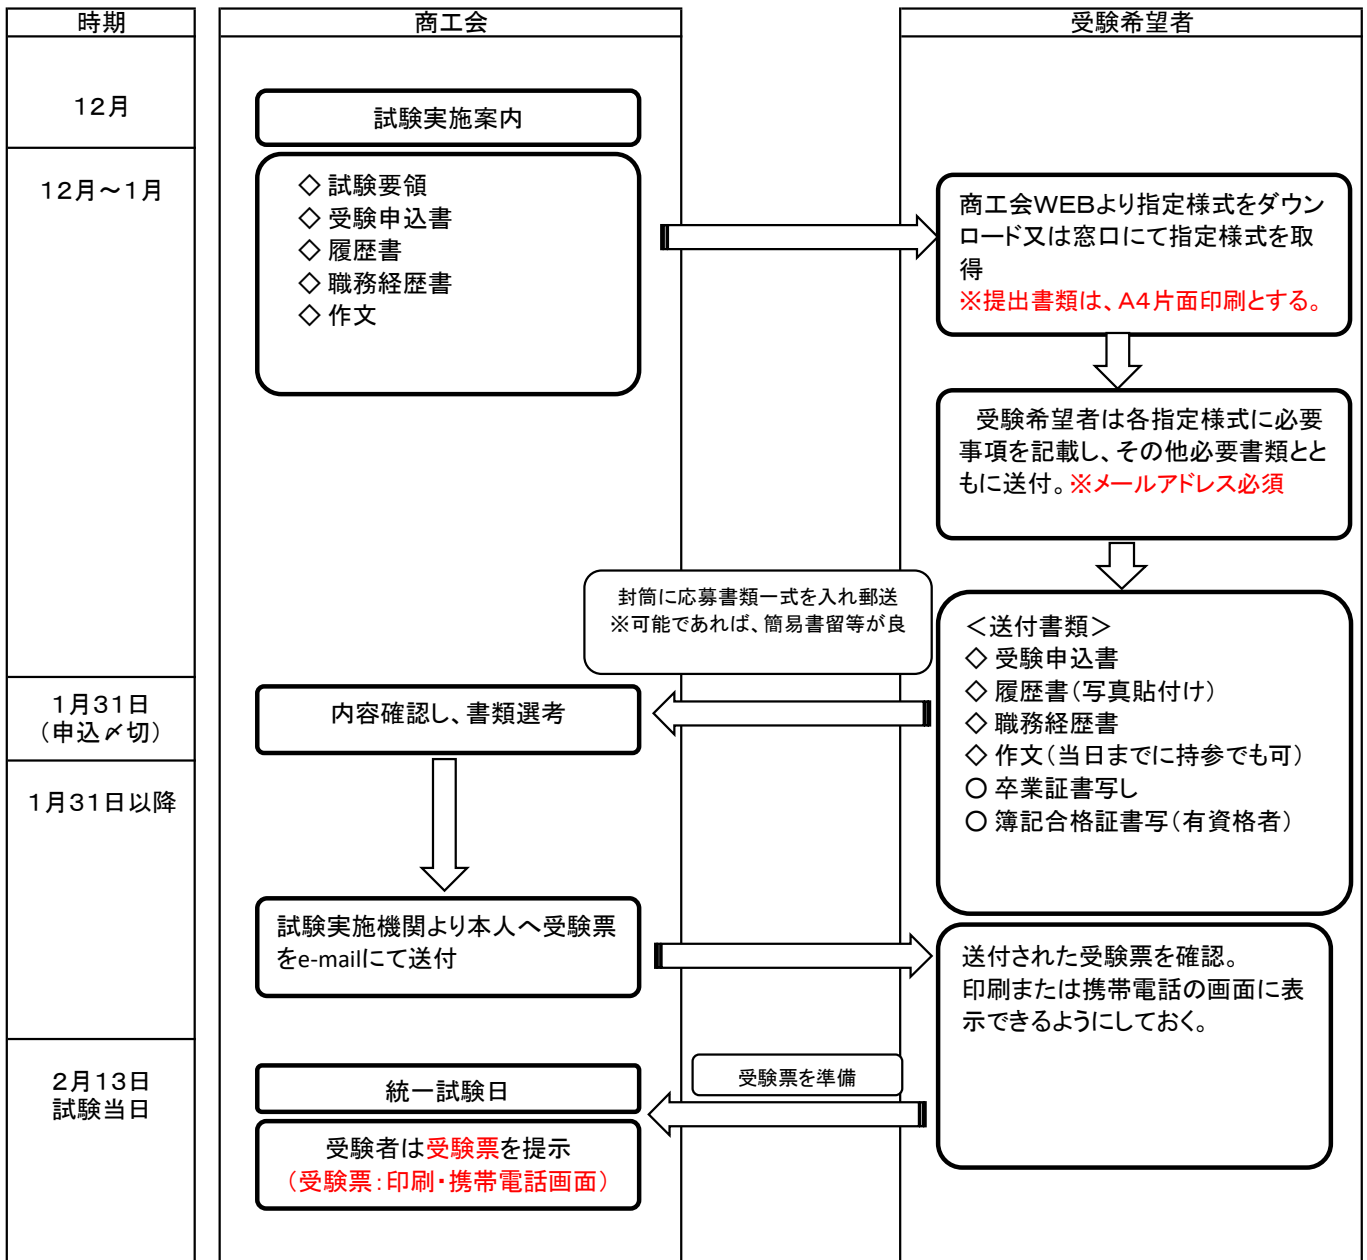 時期
商工会
受験希望者
12月
試験実施案内
12月～1月
◇ 試験要領
◇ 受験申込書
◇ 履歴書
◇ 職務経歴書
◇ 作文
商工会WEBより指定様式をダウン
ロード又は窓口にて指定様式を取
得
※提出書類は、A4片面印刷とする。
受験希望者は各指定様式に必要
事項を記載し、その他必要書類とと
もに送付。※メールアドレス必須
封筒に応募書類一式を入れ郵送
※可能であれば、簡易書留等が良
＜送付書類＞
◇ 受験申込書
◇ 履歴書（写真貼付け）
◇ 職務経歴書
◇ 作文（当日までに持参でも可）
○ 卒業証書写し
○ 簿記合格証書写（有資格者）
1月31日
（申込〆切）
内容確認し、書類選考
1月31日以降
試験実施機関より本人へ受験票
をe-mailにて送付
送付された受験票を確認。
印刷または携帯電話の画面に表
示できるようにしておく。
2月13日
試験当日
受験票を準備
統一試験日
受験者は受験票を提示
（受験票：印刷・携帯電話画面）